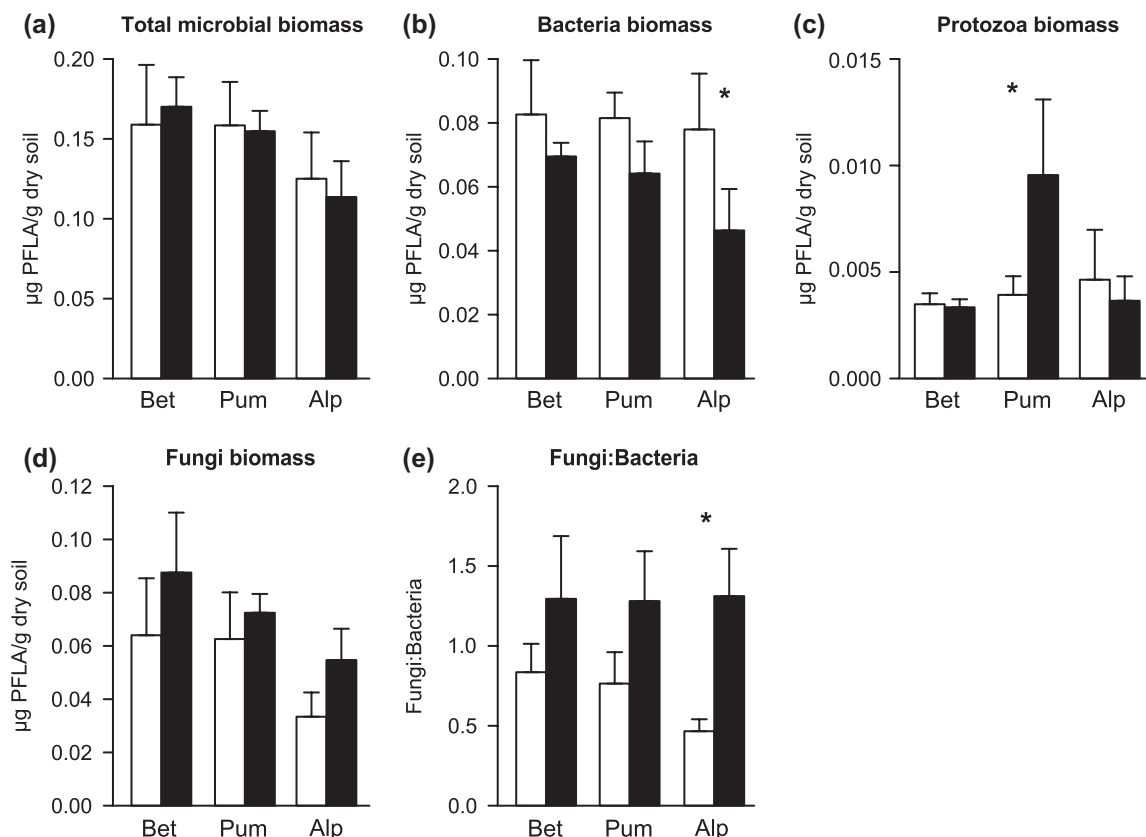 (a) Total microbial biomass
µg PFLA/g dry soil
0.20
0.15
0.10
0.05
0.00
Bet Pum Alp
(b) Bacteria biomass
µg PFLA/g dry soil
0.10
0.08
0.06
0.04
0.02
0.00
*
Bet Pum Alp
(c) Protozoa biomass
µg PFLA/g dry soil
0.015
0.010
0.005
0.000
*
Bet Pum Alp
(d) Fungi biomass
µg PFLA/g dry soil
0.12
0.10
0.08
0.06
0.04
0.02
0.00
Bet Pum Alp
(e) Fungi:Bacteria
Fungi:Bacteria
2.0
1.5
1.0
0.5
0.0
*
Bet Pum Alp